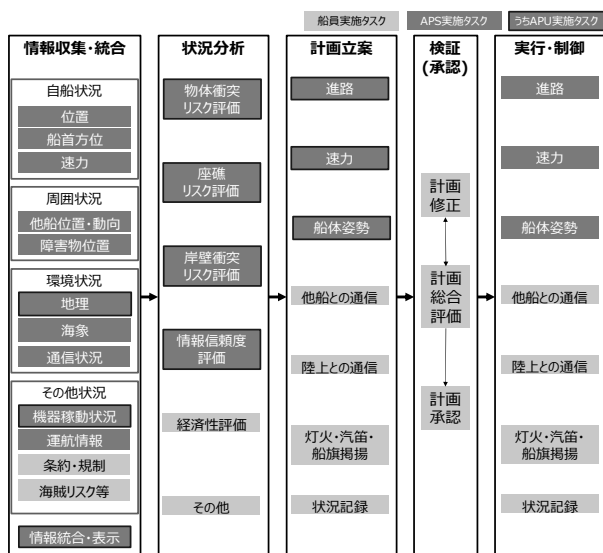 船員実施タスク
APS実施タスク
うちAPU実施タスク
情報収集・統合
自船状況
位置
船首方位
速力
周囲状況
他船位置・動向
障害物位置
環境状況
地理
海象
通信状況
その他状況
機器稼動状況
運航情報
条約・規制
海賊リスク等
情報統合・表示
状況分析
物体衝突
リスク評価
座礁
リスク評価
岸壁衝突
リスク評価
情報信頼度
評価
経済性評価
その他
計画立案
進路
速力
船体姿勢
他船との通信
陸上との通信
灯火・汽笛・
船旗掲揚
状況記録
検証
(承認)
計画
修正
計画
総合
評価
計画
承認
実行・制御
進路
速力
船体姿勢
他船との通信
陸上との通信
灯火・汽笛・
船旗掲揚
状況記録